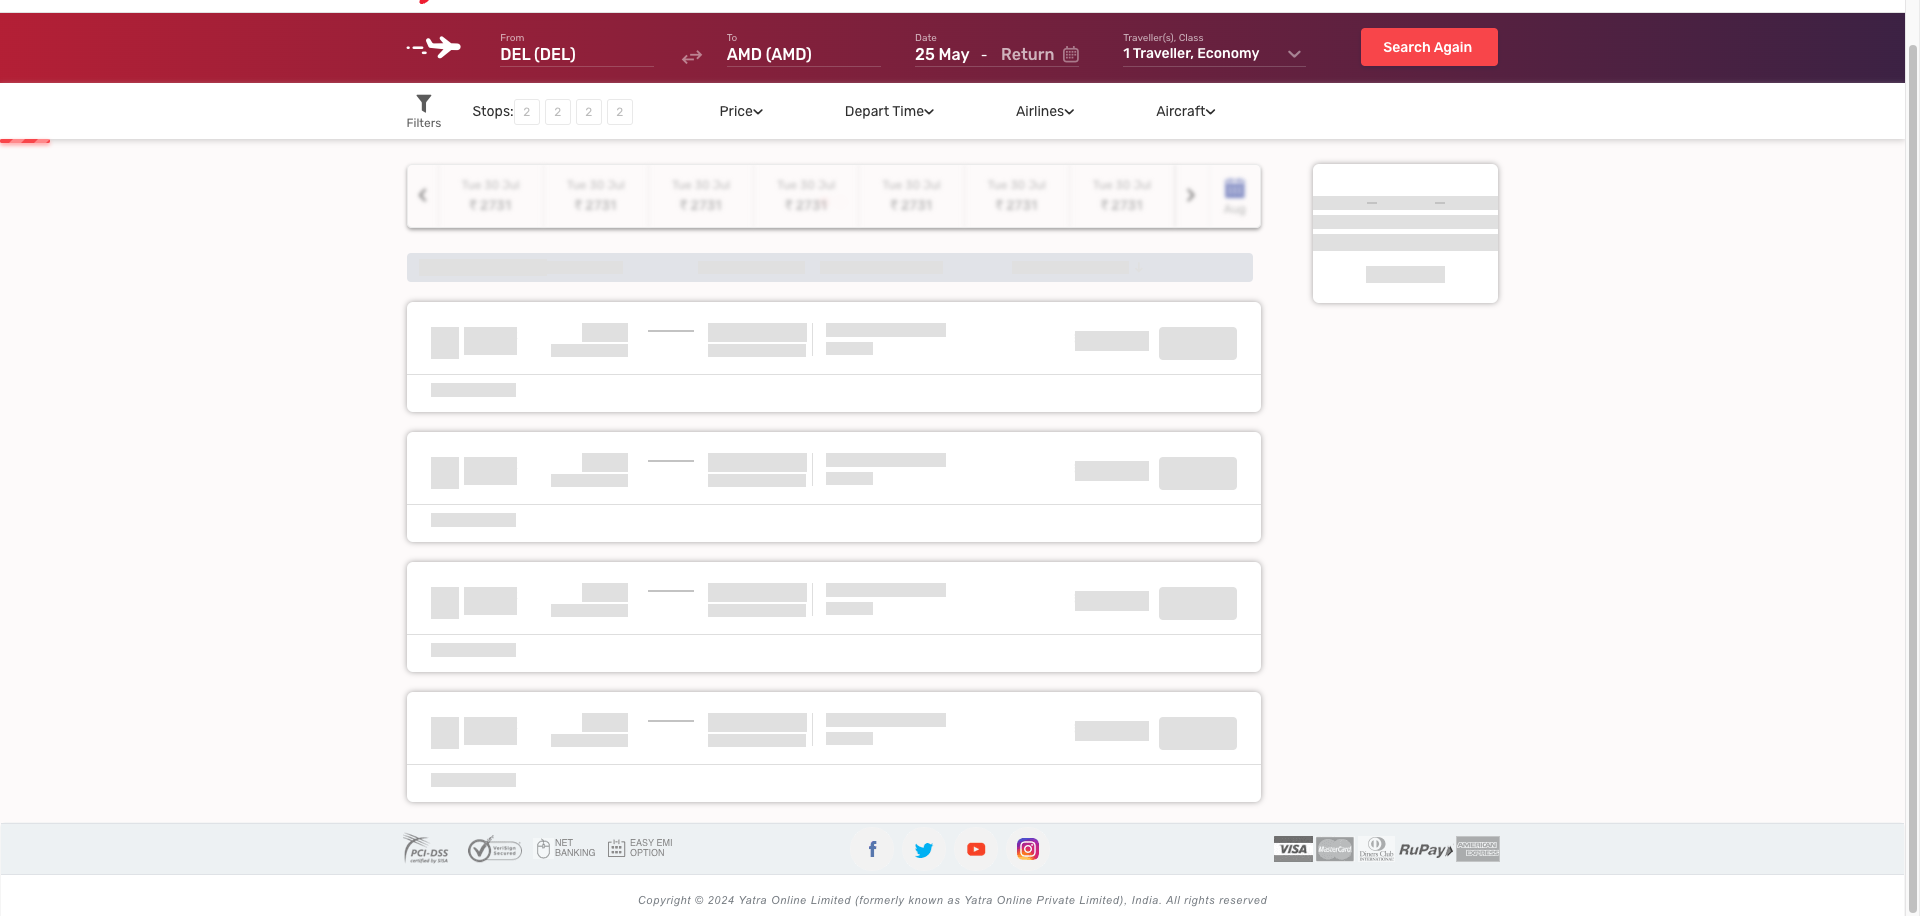 From
DEL (DEL)
To
AMD (AMD)
Date
25 May - Return
Traveller(s), Class
1 Traveller, Economy
Search Again
Filters
Stops: 2 2 2 2
Price
Depart Time
Airlines
Aircraft
Tue 30 Jul Tue 30 Jul Tue 30 Jul Tue 30 Jul Tue 30 Jul Tue 30 Jul Tue 30 Jul
₹ 2731 ₹ 2731 ₹ 2731 ₹ 2731 ₹ 2731 ₹ 2731 ₹ 2731
Aug
PCI-DSS
certified by SISA
VeriSign
Secured
NET
BANKING
EASY EMI
OPTION
VISA
MasterCard
Diners Club
INTERNATIONAL
RuPay
AMERICAN
EXPRESS
Copyright © 2024 Yatra Online Limited (formerly known as Yatra Online Private Limited), India. All rights reserved